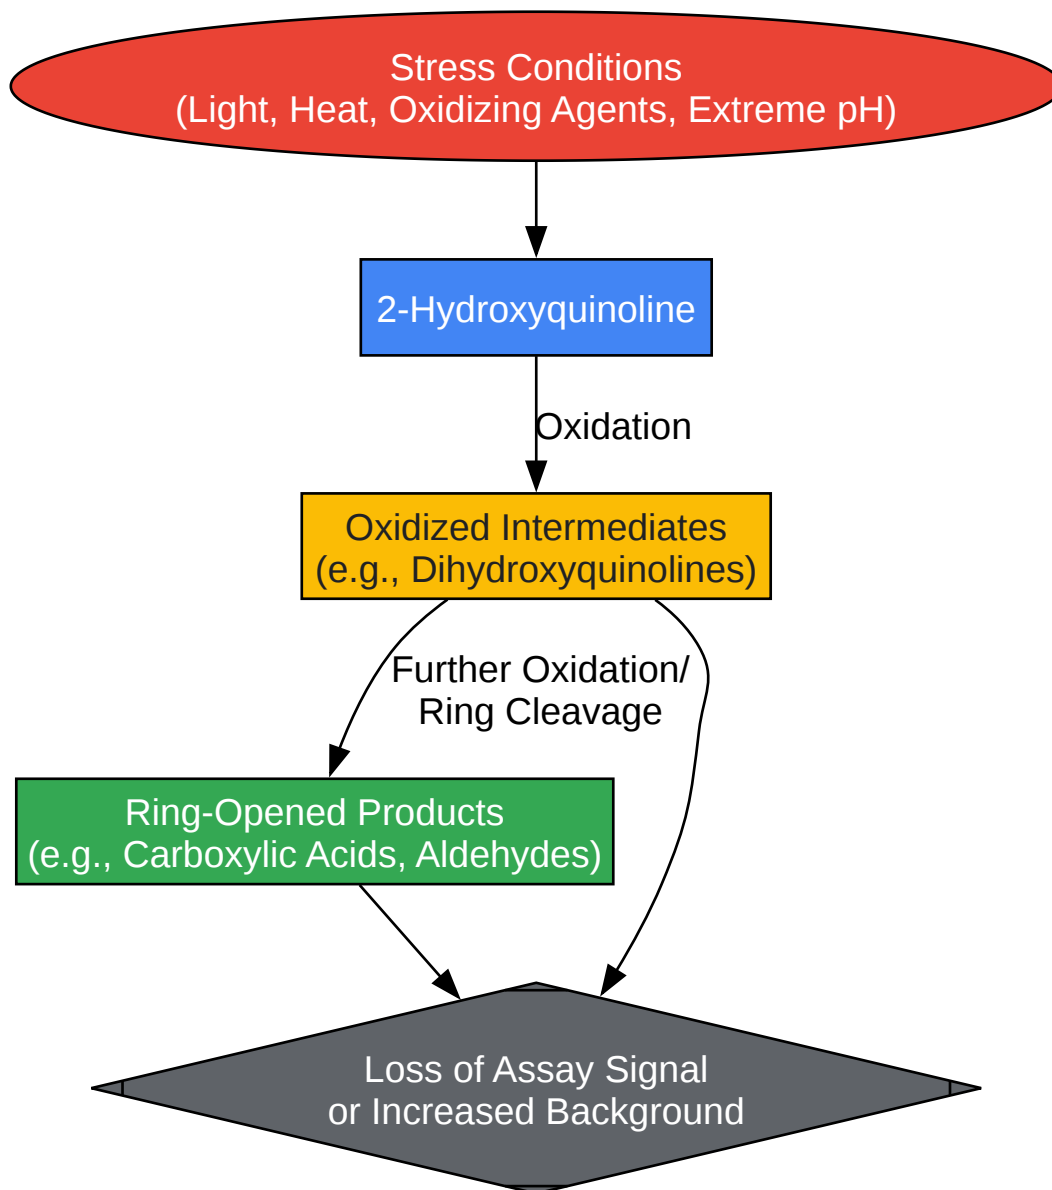 Stress Conditions
(Light, Heat, Oxidizing Agents, Extreme pH)
2-Hydroxyquinoline
Oxidation
Oxidized Intermediates
(e.g., Dihydroxyquinolines)
Further Oxidation/
Ring Cleavage
Ring-Opened Products
(e.g., Carboxylic Acids, Aldehydes)
Loss of Assay Signal
or Increased Background